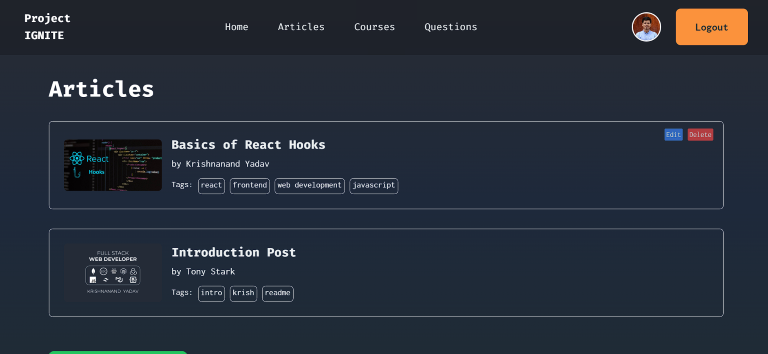 Project
IGNITE
Home Articles Courses Questions
Logout
Articles
Edit Delete
React
Hooks
Basics of React Hooks
by Krishnanand Yadav
Tags: react frontend web development javascript
FULL STACK
WEB DEVELOPER
KRISHNANAND YADAV
Introduction Post
by Tony Stark
Tags: intro krish readme